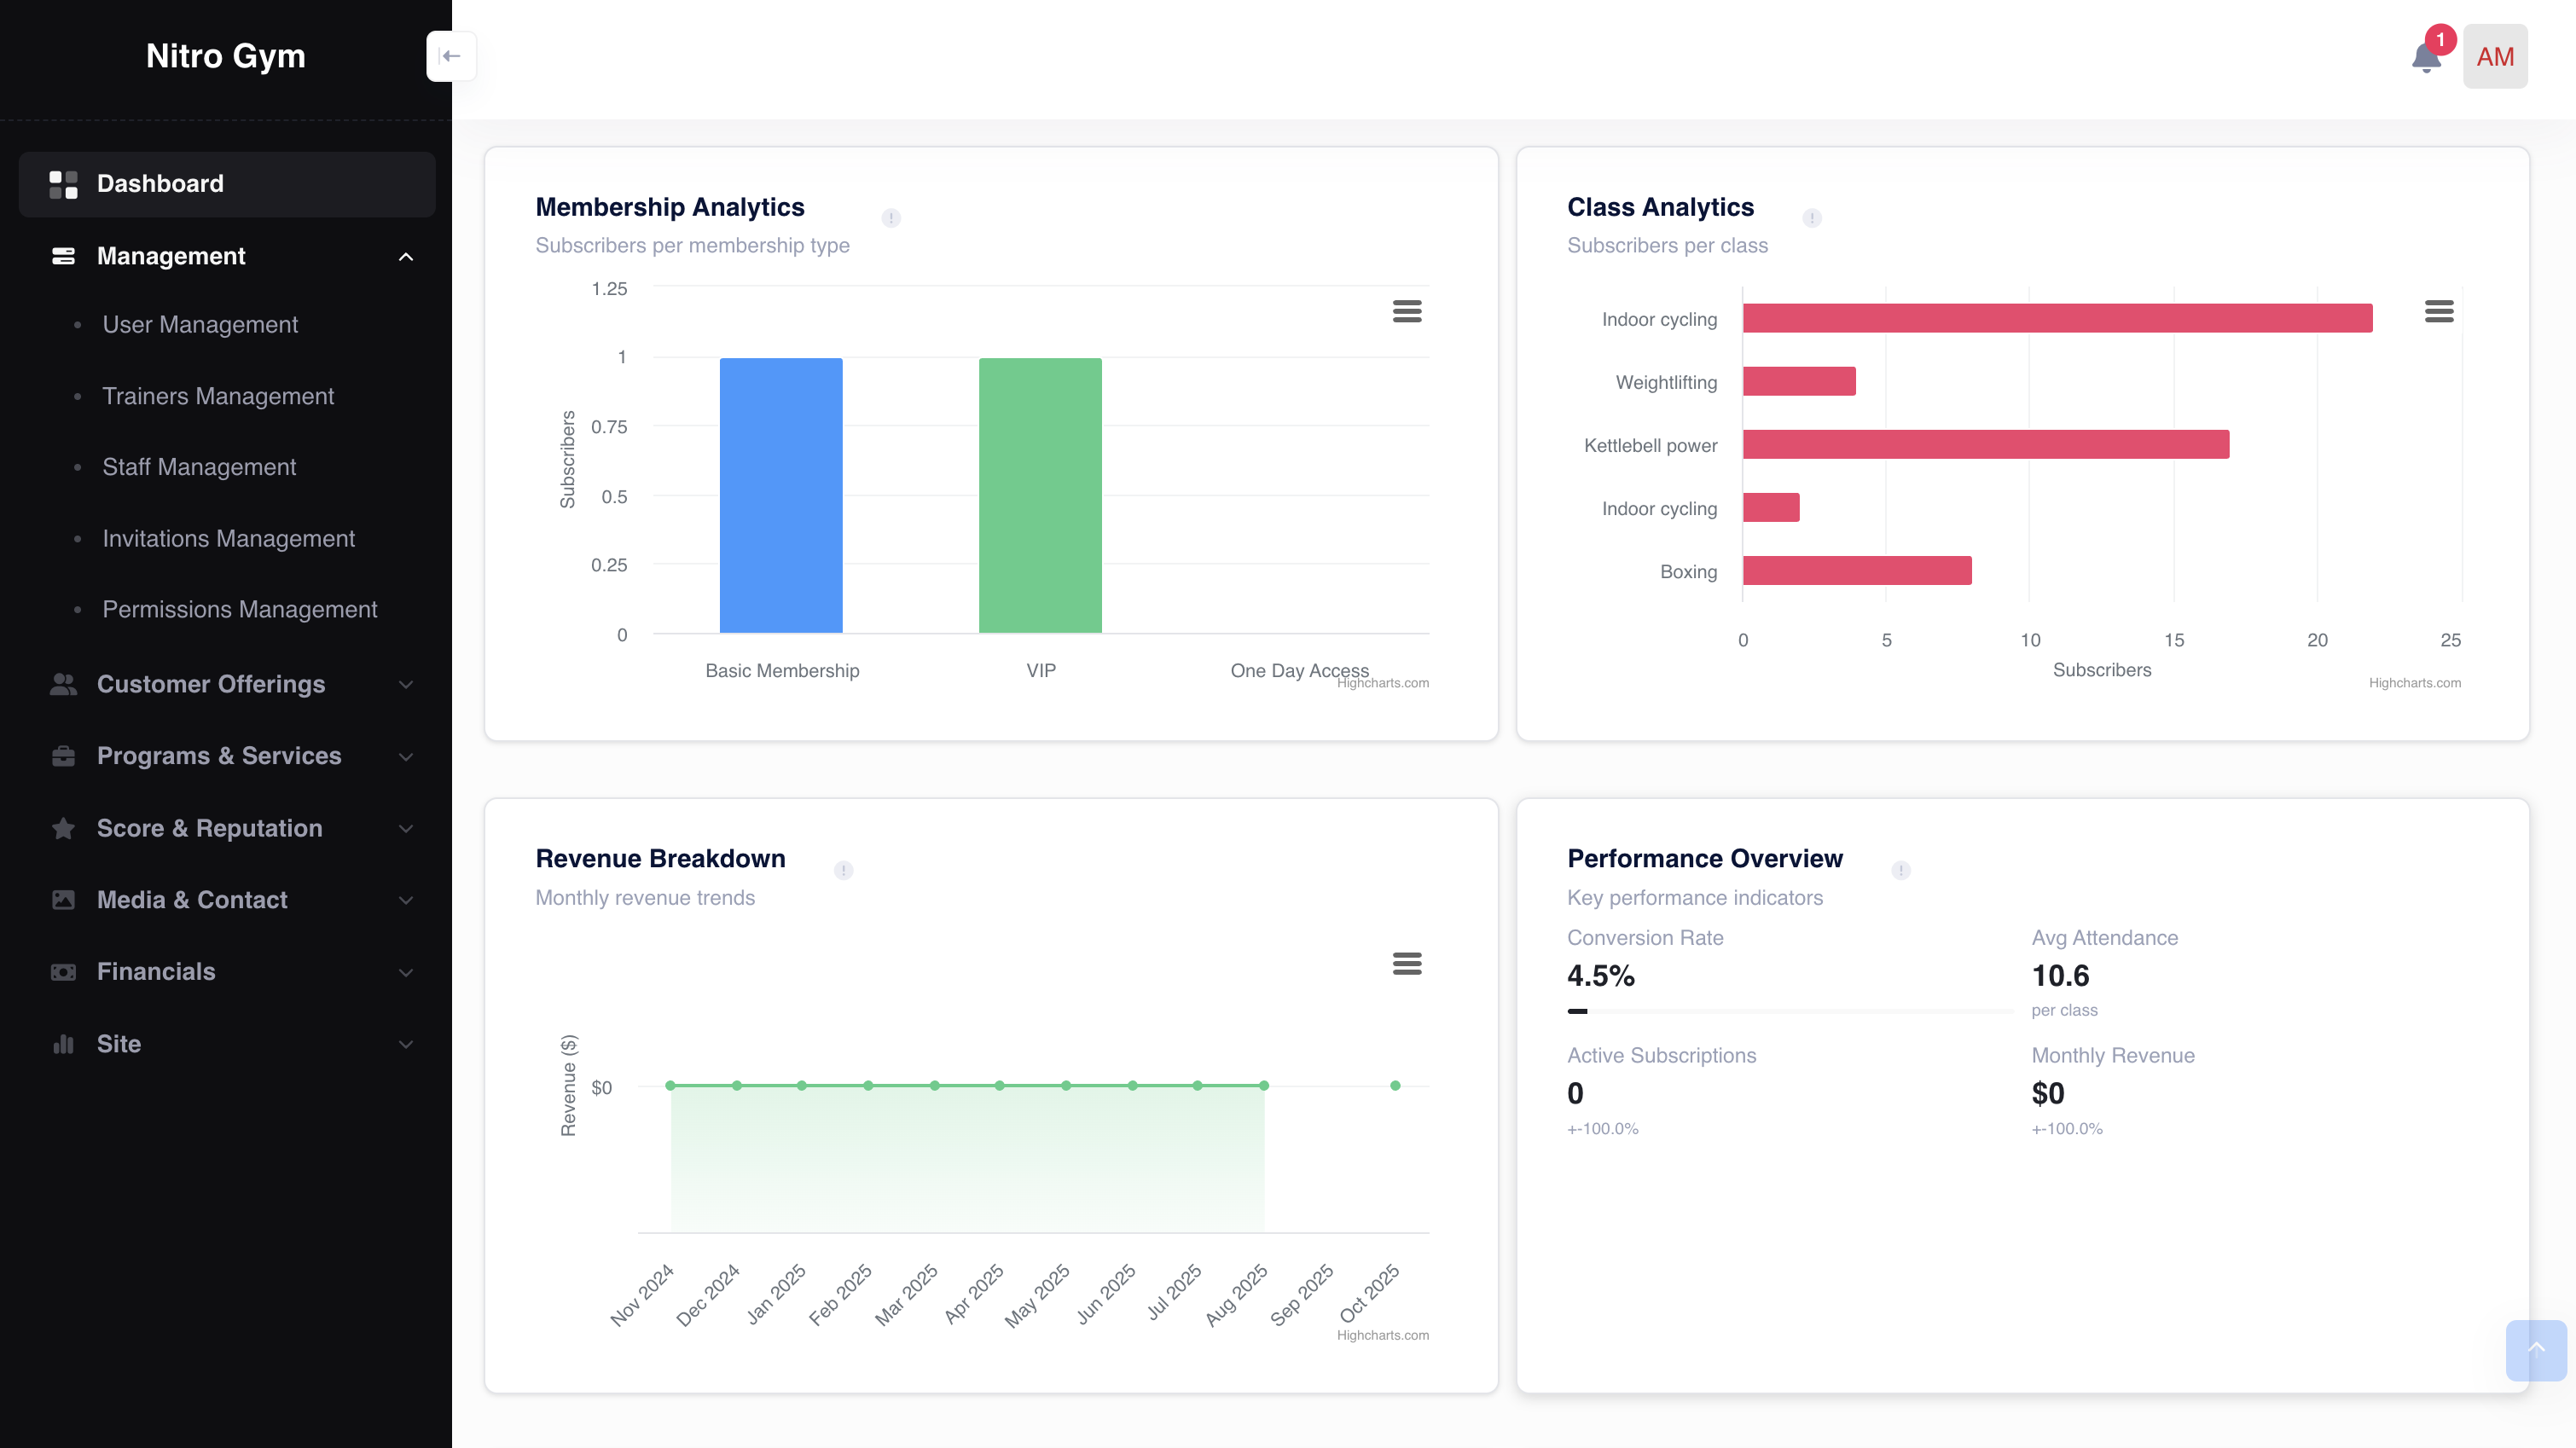 Nitro Gym
1
AM
Dashboard
Management
User Management
Trainers Management
Staff Management
Invitations Management
Permissions Management
Customer Offerings
Programs & Services
Score & Reputation
Media & Contact
Financials
Site
Membership Analytics
Subscribers per membership type
1.25
1
0.75
0.5
0.25
0
Subscribers
Basic Membership
VIP
One Day Access
Highcharts.com
Class Analytics
Subscribers per class
Indoor cycling
Weightlifting
Kettlebell power
Indoor cycling
Boxing
0
5
10
15
20
25
Subscribers
Highcharts.com
Revenue Breakdown
Monthly revenue trends
Revenue ($)
$0
Nov 2024
Dec 2024
Jan 2025
Feb 2025
Mar 2025
Apr 2025
May 2025
Jun 2025
Jul 2025
Aug 2025
Sep 2025
Oct 2025
Highcharts.com
Performance Overview
Key performance indicators
Conversion Rate
4.5%
Avg Attendance
10.6
per class
Active Subscriptions
0
+-100.0%
Monthly Revenue
$0
+-100.0%